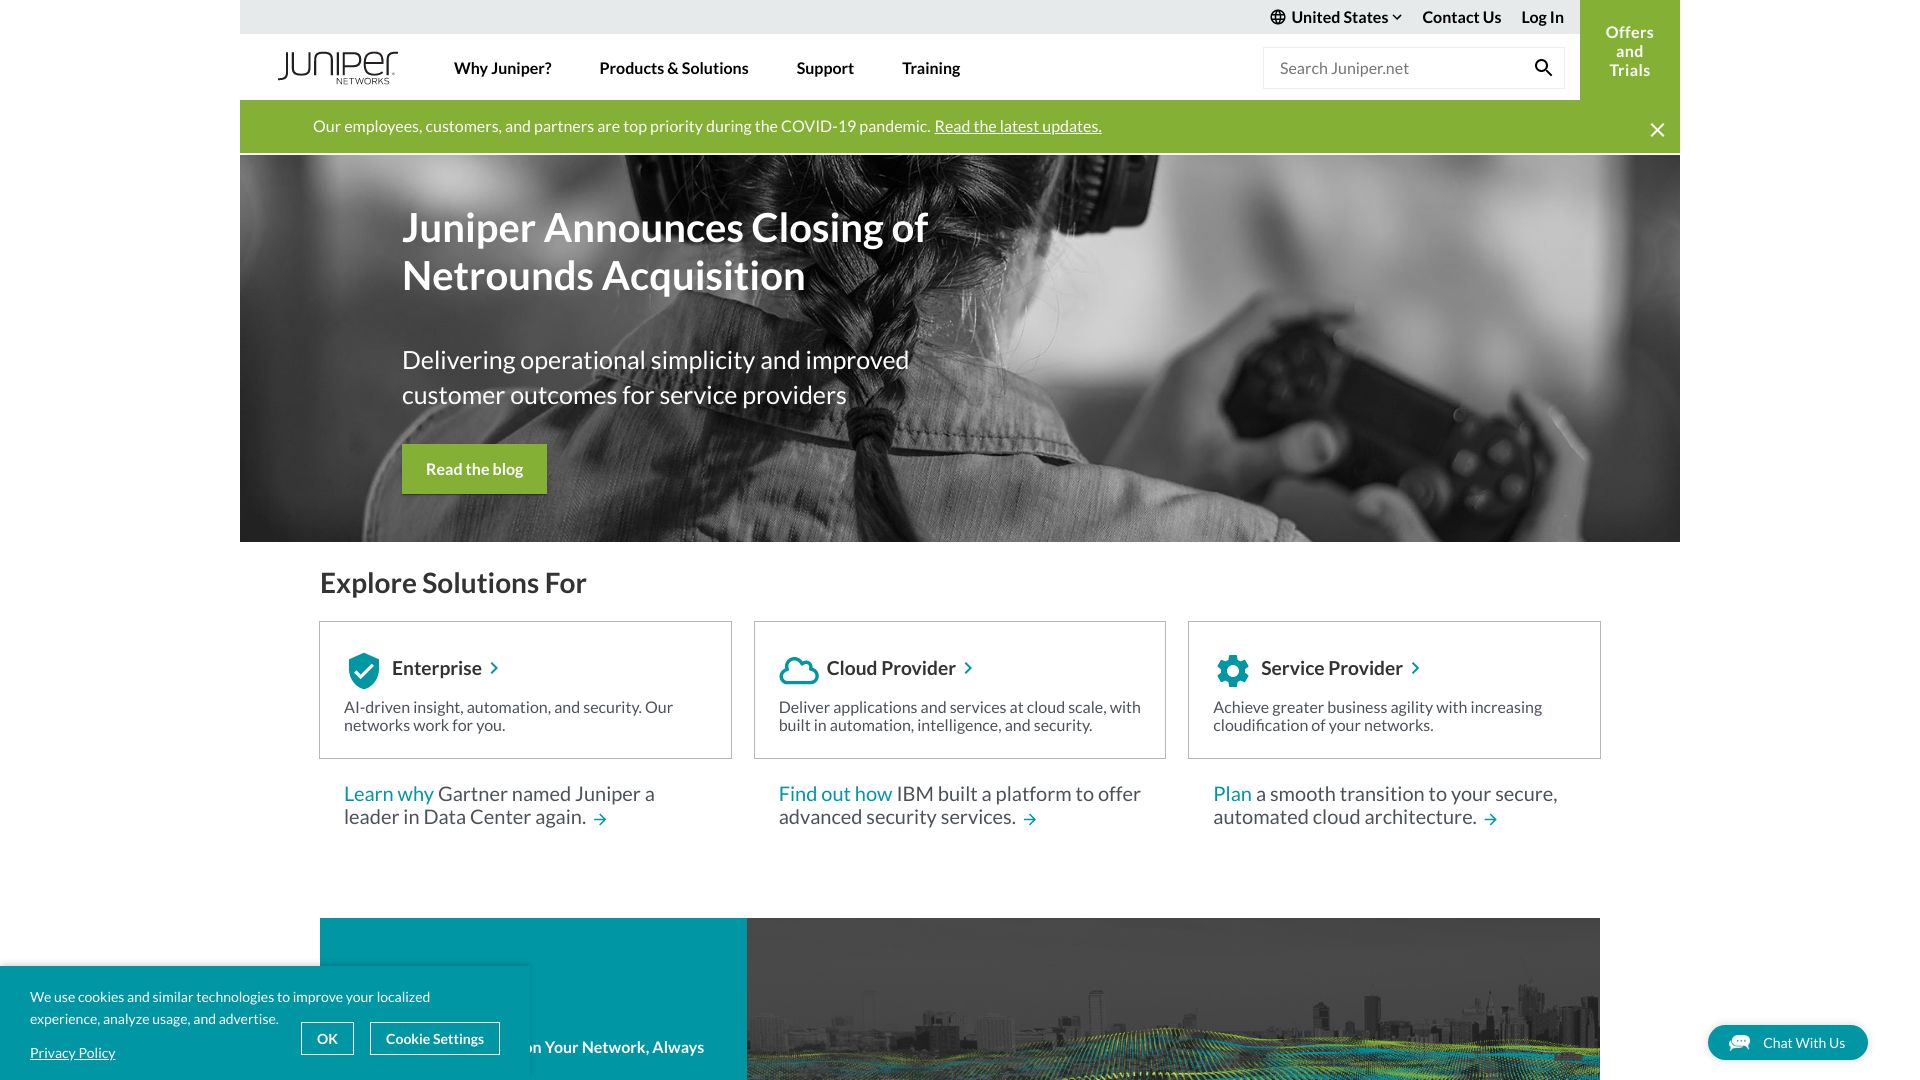 United States
Contact Us
Log In
Offers
and
Trials
JUNIPER
NETWORKS
Why Juniper?
Products & Solutions
Support
Training
Search Juniper.net
Our employees, customers, and partners are top priority during the COVID-19 pandemic. Read the latest updates.
Juniper Announces Closing of
Netrounds Acquisition
Delivering operational simplicity and improved
customer outcomes for service providers
Read the blog
Explore Solutions For
Enterprise
AI-driven insight, automation, and security. Our
networks work for you.
Cloud Provider
Deliver applications and services at cloud scale, with
built in automation, intelligence, and security.
Service Provider
Achieve greater business agility with increasing
cloudification of your networks.
Learn why Gartner named Juniper a
leader in Data Center again.
Find out how IBM built a platform to offer
advanced security services.
Plan a smooth transition to your secure,
automated cloud architecture.
We use cookies and similar technologies to improve your localized
experience, analyze usage, and advertise.
OK
Cookie Settings
Privacy Policy
Your Network, Always
Chat With Us